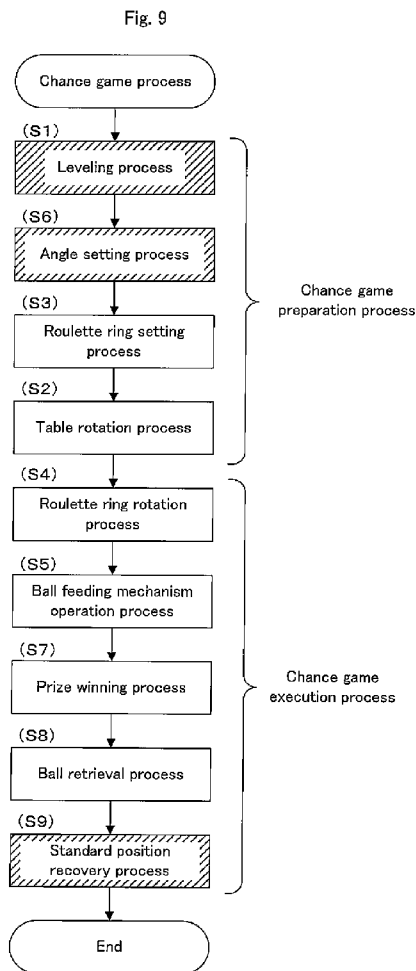 Fig. 9
Chance game process
(S1)
Leveling process
(S6)
Angle setting process
(S3)
Roulette ring setting
process
(S2)
Table rotation process
Chance game
preparation process
(S4)
Roulette ring rotation
process
(S5)
Ball feeding mechanism
operation process
(S7)
Prize winning process
(S8)
Ball retrieval process
(S9)
Standard position
recovery process
Chance game
execution process
End